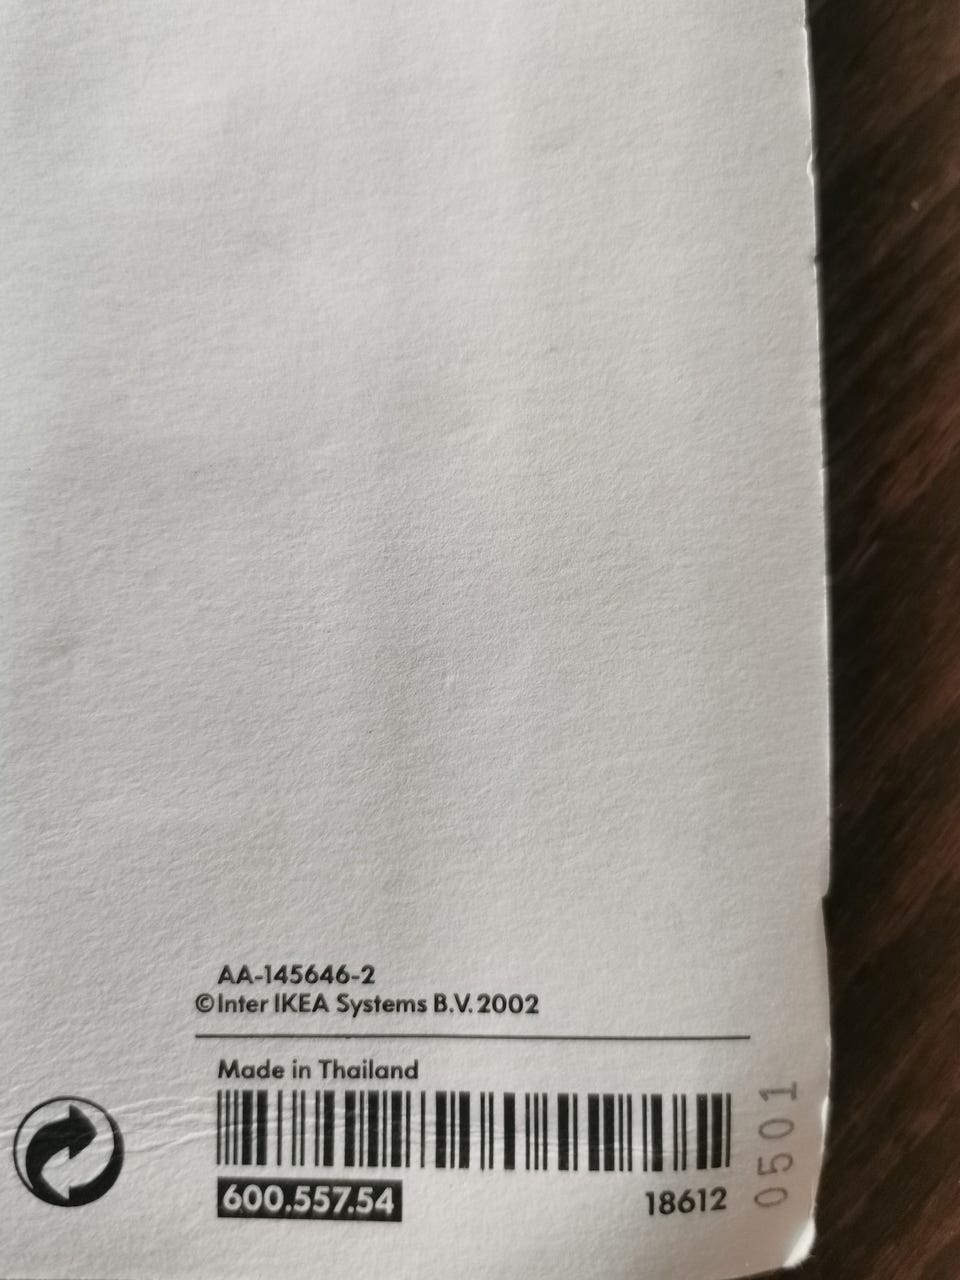 AA-145646-2
©Inter IKEA Systems B.V. 2002
Made in Thailand
600.557.54
18612
0501